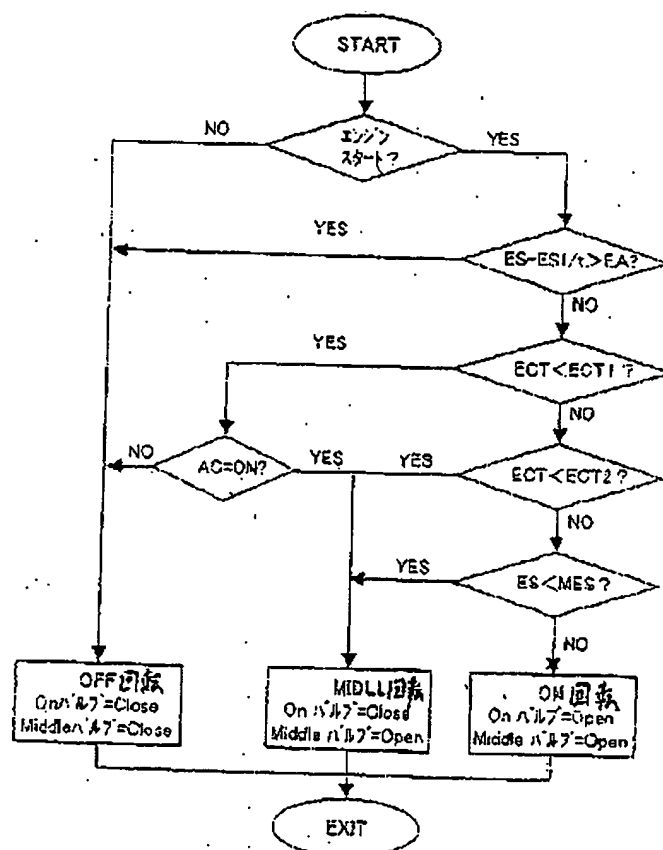 START
NO
エンジン
スタート?
YES
YES
ES-ES1/t>EA?
NO
YES
ECT<ECT1?
NO
NO
AC=ON?
YES
YES
ECT<ECT2?
NO
YES
ES<MES?
NO
OFF回転
Onバルブ=Close
Middleバルブ=Close
MIDLL回転
On バルブ=Close
Middle バルブ=Open
ON 回転
On バルブ=Open
Middle バルブ=Open
EXIT